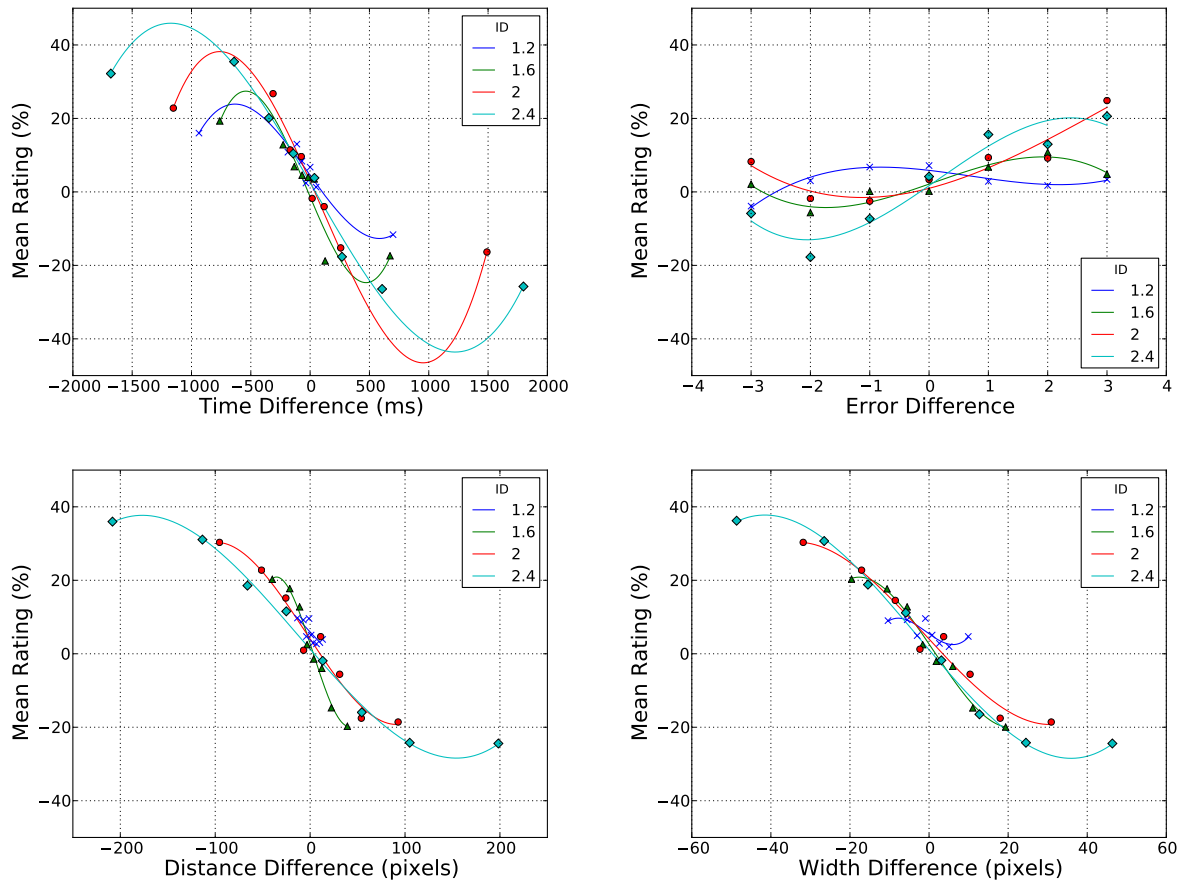 Mean Rating (%)
40
20
0
−20
−40
−2000 −1500 −1000 −500 0 500 1000 1500 2000
Time Difference (ms)
ID
1.2
1.6
2
2.4
Mean Rating (%)
40
20
0
−20
−40
−4 −3 −2 −1 0 1 2 3 4
Error Difference
ID
1.2
1.6
2
2.4
Mean Rating (%)
40
20
0
−20
−40
−200 −100 0 100 200
Distance Difference (pixels)
ID
1.2
1.6
2
2.4
Mean Rating (%)
40
20
0
−20
−40
−60 −40 −20 0 20 40 60
Width Difference (pixels)
ID
1.2
1.6
2
2.4